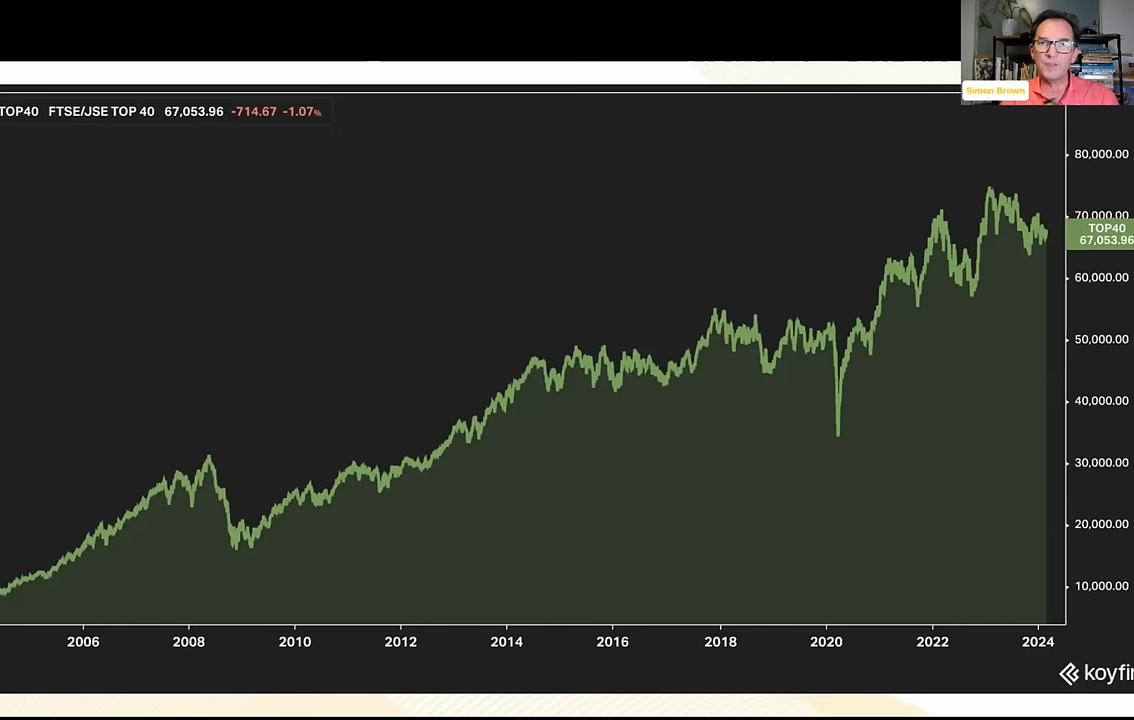 Simon Brown
TOP40 FTSE/JSE TOP 40 67,053.96 -714.67 -1.07%
80,000.00
70,000.00
TOP40
67,053.96
60,000.00
50,000.00
40,000.00
30,000.00
20,000.00
10,000.00
2006 2008 2010 2012 2014 2016 2018 2020 2022 2024
koyfin